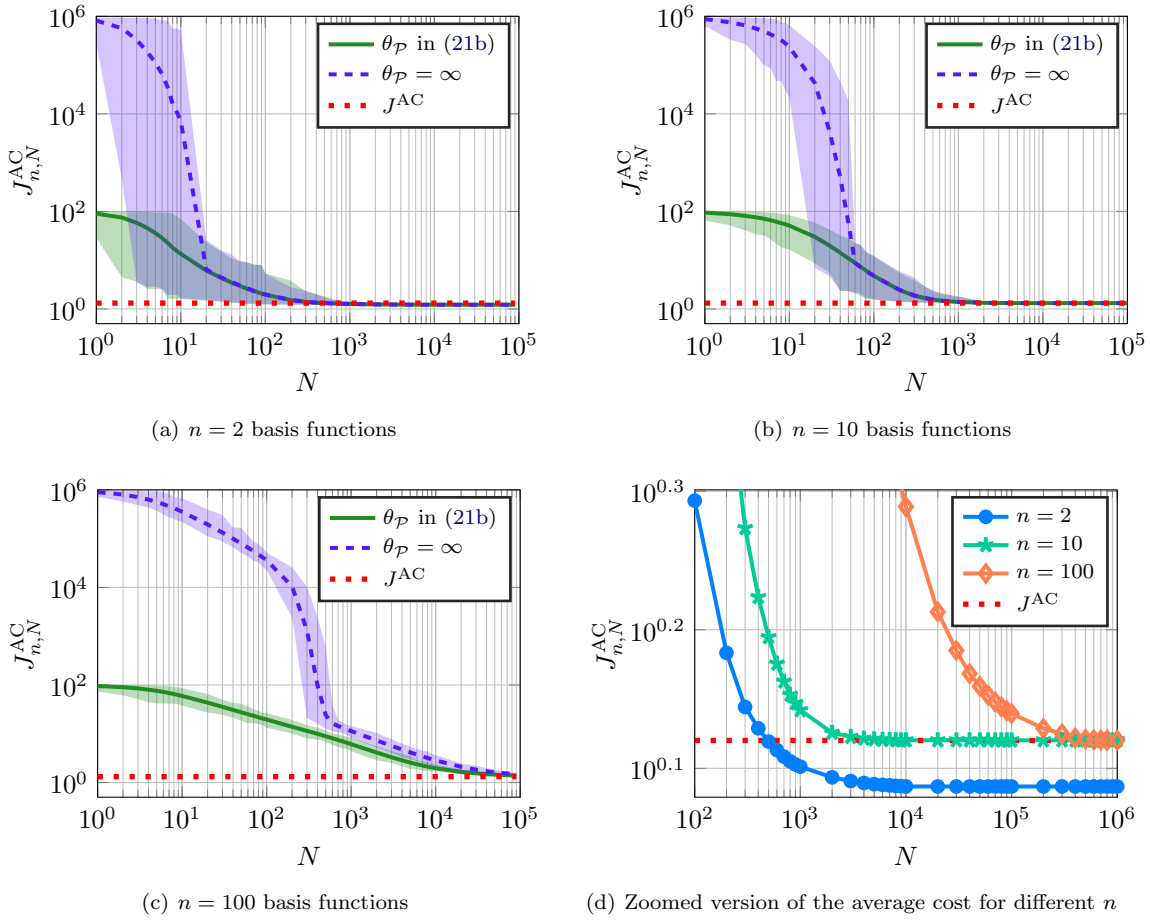 10^6
10^4
10^2
10^0
J^{AC}_{n,N}
θ_𝒫 in (21b)
θ_𝒫 = ∞
J^{AC}
10^0 10^1 10^2 10^3 10^4 10^5
N
(a) n = 2 basis functions
10^6
10^4
10^2
10^0
J^{AC}_{n,N}
θ_𝒫 in (21b)
θ_𝒫 = ∞
J^{AC}
10^0 10^1 10^2 10^3 10^4 10^5
N
(b) n = 10 basis functions
10^6
10^4
10^2
10^0
J^{AC}_{n,N}
θ_𝒫 in (21b)
θ_𝒫 = ∞
J^{AC}
10^0 10^1 10^2 10^3 10^4 10^5
N
(c) n = 100 basis functions
10^{0.3}
10^{0.2}
10^{0.1}
J^{AC}_{n,N}
n = 2
n = 10
n = 100
J^{AC}
10^2 10^3 10^4 10^5 10^6
N
(d) Zoomed version of the average cost for different n